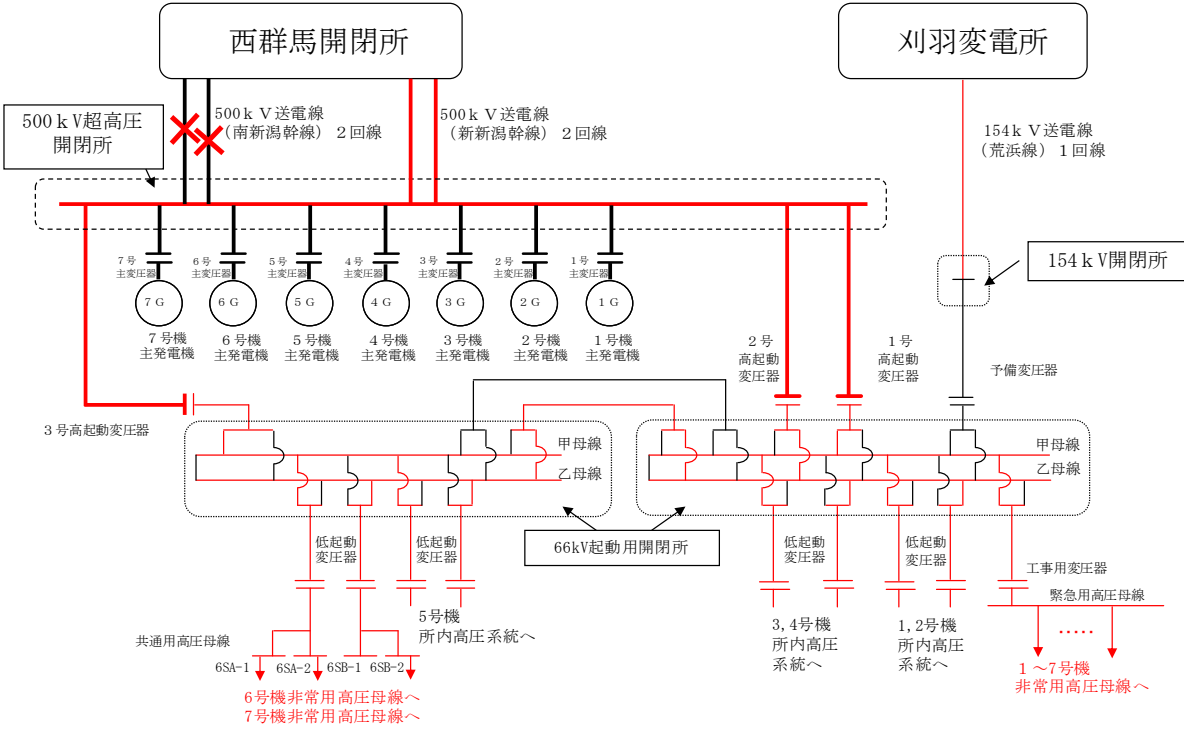 西群馬開閉所
刈羽変電所
500ｋＶ超高圧
開閉所
500ｋＶ送電線
（南新潟幹線）２回線
500ｋＶ送電線
（新新潟幹線）２回線
154ｋＶ送電線
（荒浜線）１回線
154ｋV開閉所
７号
主変圧器
６号
主変圧器
５号
主変圧器
４号
主変圧器
３号
主変圧器
２号
主変圧器
１号
主変圧器
７Ｇ
６Ｇ
５Ｇ
４Ｇ
３Ｇ
２Ｇ
１Ｇ
７号機
主発電機
６号機
主発電機
５号機
主発電機
４号機
主発電機
３号機
主発電機
２号機
主発電機
１号機
主発電機
２号
高起動
変圧器
１号
高起動
変圧器
予備変圧器
３号高起動変圧器
甲母線
乙母線
甲母線
乙母線
低起動
変圧器
低起動
変圧器
66kV起動用開閉所
低起動
変圧器
低起動
変圧器
工事用変圧器
緊急用高圧母線
5号機
所内高圧系統へ
3,4号機
所内高圧
系統へ
1,2号機
所内高圧
系統へ
.....
共通用高圧母線
6SA-1
6SA-2
6SB-1
6SB-2
6号機非常用高圧母線へ
7号機非常用高圧母線へ
1～7号機
非常用高圧母線へ